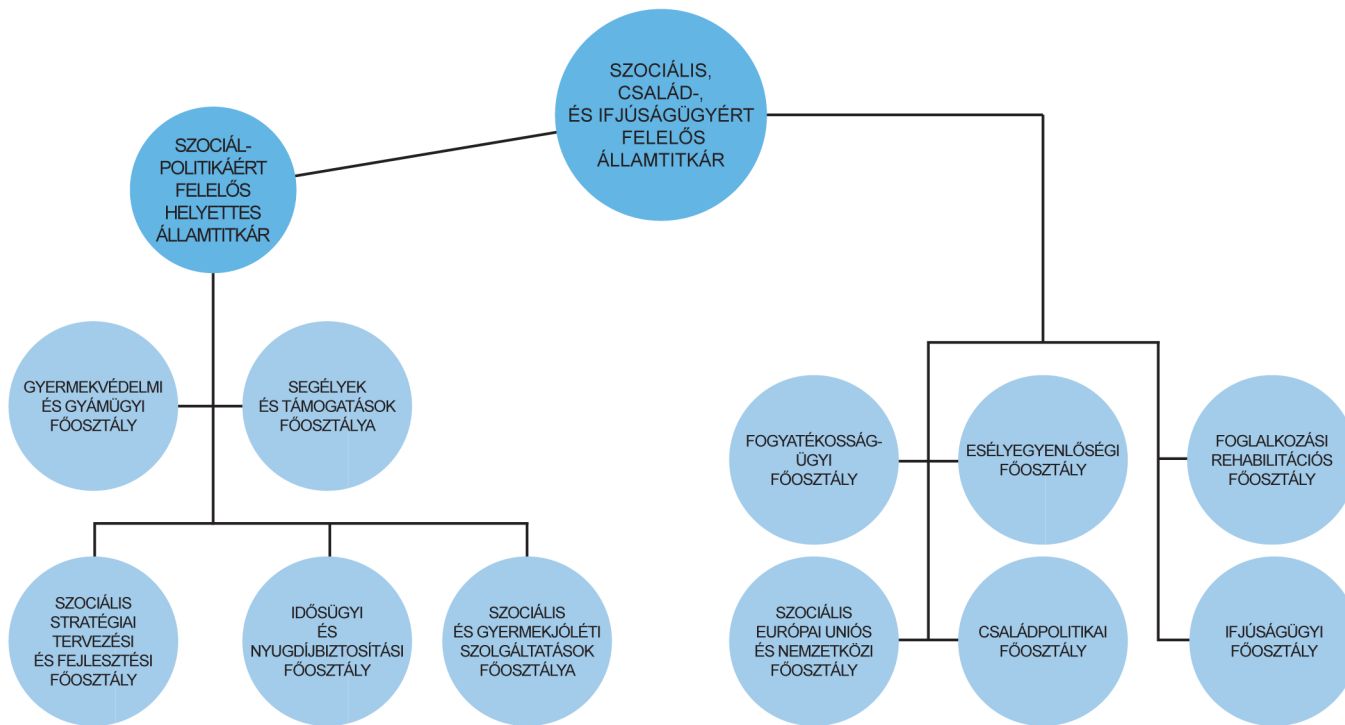 SZOCIÁLIS,
CSALÁD-,
ÉS IFJÚSÁGÜGYÉRT
FELELŐS
ÁLLAMTITKÁR
SZOCIÁL-
POLITIKÁÉRT
FELELŐS
HELYETTES
ÁLLAMTITKÁR
GYERMEKVÉDELMI
ÉS GYÁMÜGYI
FŐOSZTÁLY
SEGÉLYEK
ÉS TÁMOGATÁSOK
FŐOSZTÁLYA
SZOCIÁLIS
STRATÉGIAI
TERVEZÉSI
ÉS FEJLESZTÉSI
FŐOSZTÁLY
IDŐSÜGYI
ÉS
NYUGDÍJBIZTOSÍTÁSI
FŐOSZTÁLY
SZOCIÁLIS
ÉS GYERMEKJÓLÉTI
SZOLGÁLTATÁSOK
FŐOSZTÁLYA
FOGYATÉKOSSÁG-
ÜGYI
FŐOSZTÁLY
ESÉLYEGYENLŐSÉGI
FŐOSZTÁLY
FOGLALKOZÁSI
REHABILITÁCIÓS
FŐOSZTÁLY
SZOCIÁLIS
EURÓPAI UNIÓS
ÉS NEMZETKÖZI
FŐOSZTÁLY
CSALÁDPOLITIKAI
FŐOSZTÁLY
IFJÚSÁGÜGYI
FŐOSZTÁLY